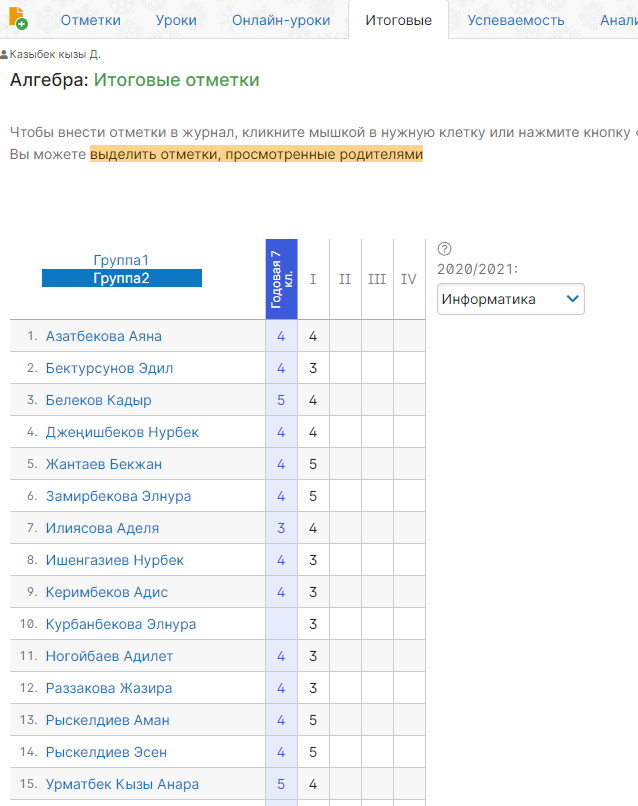 Отметки Уроки Онлайн-уроки Итоговые Успеваемость Анали
Казыбек кызы Д.
Алгебра: Итоговые отметки
Чтобы внести отметки в журнал, кликните мышкой в нужную клетку или нажмите кнопку «
Вы можете выделить отметки, просмотренные родителями
Группа1
Группа2
Годовая 7
кл.
I II III IV
2020/2021:
Информатика
1. Азатбекова Аяна 4 4
2. Бектурсунов Эдил 4 3
3. Белеков Кадыр 5 4
4. Джеңишбеков Нурбек 4 4
5. Жантаев Бекжан 4 5
6. Замирбекова Элнура 4 5
7. Илиясова Аделя 3 4
8. Ишенгазиев Нурбек 4 3
9. Керимбеков Адис 4 3
10. Курбанбекова Элнура 3
11. Ногойбаев Адилет 4 3
12. Раззакова Жазира 4 3
13. Рыскелдиев Аман 4 5
14. Рыскелдиев Эсен 4 5
15. Урматбек Кызы Анара 5 4